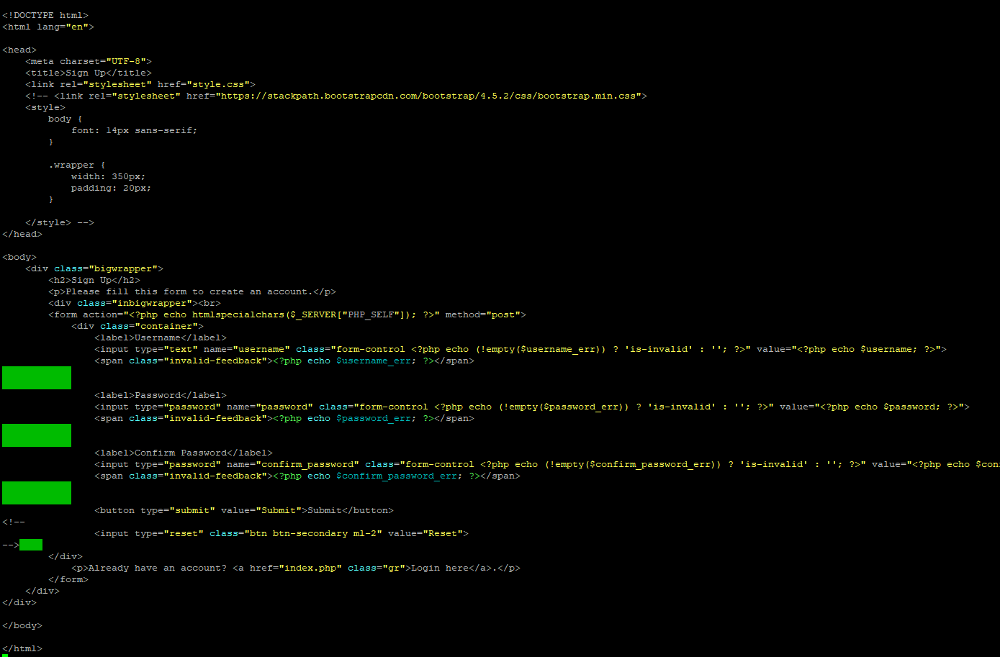 <!DOCTYPE html>
<html lang="en">

<head>
    <meta charset="UTF-8">
    <title>Sign Up</title>
    <link rel="stylesheet" href="style.css">
    <!-- <link rel="stylesheet" href="https://stackpath.bootstrapcdn.com/bootstrap/4.5.2/css/bootstrap.min.css">
    <style>
        body {
            font: 14px sans-serif;
        }

        .wrapper {
            width: 350px;
            padding: 20px;
        }

    </style> -->
</head>

<body>
    <div class="bigwrapper">
        <h2>Sign Up</h2>
        <p>Please fill this form to create an account.</p>
        <div class="inbigwrapper"><br>
        <form action="<?php echo htmlspecialchars($_SERVER["PHP_SELF"]); ?>" method="post">
            <div class="container">
                <label>Username</label>
                <input type="text" name="username" class="form-control <?php echo (!empty($username_err)) ? 'is-invalid' : ''; ?>" value="<?php echo $username; ?>">
                <span class="invalid-feedback"><?php echo $username_err; ?></span>

                <label>Password</label>
                <input type="password" name="password" class="form-control <?php echo (!empty($password_err)) ? 'is-invalid' : ''; ?>" value="<?php echo $password; ?>">
                <span class="invalid-feedback"><?php echo $password_err; ?></span>

                <label>Confirm Password</label>
                <input type="password" name="confirm_password" class="form-control <?php echo (!empty($confirm_password_err)) ? 'is-invalid' : ''; ?>" value="<?php echo $con
                <span class="invalid-feedback"><?php echo $confirm_password_err; ?></span>

                <button type="submit" value="Submit">Submit</button>
<!--
                <input type="reset" class="btn btn-secondary ml-2" value="Reset">
-->
        </div>
            <p>Already have an account? <a href="index.php" class="gr">Login here</a>.</p>
        </form>
    </div>
</div>

</body>

</html>